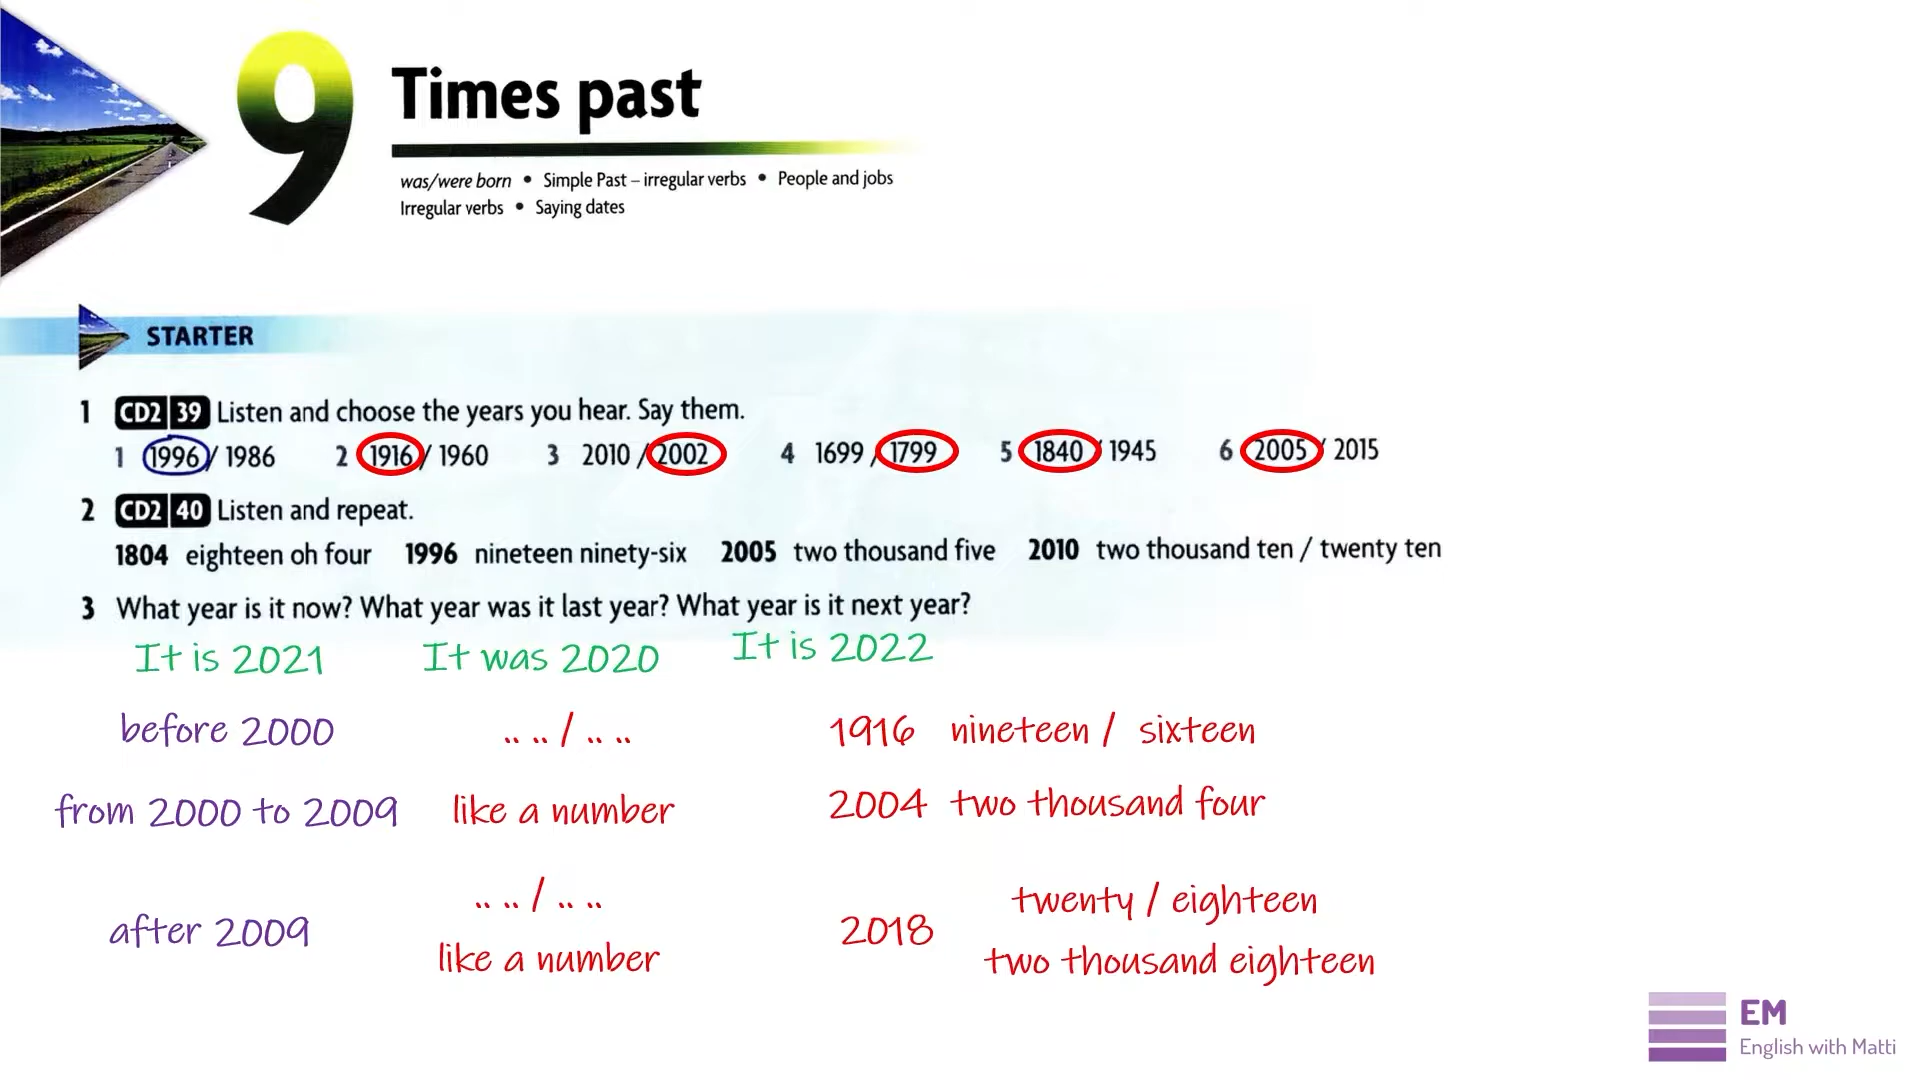 9 Times past
was/were born • Simple Past – irregular verbs • People and jobs
Irregular verbs • Saying dates
STARTER
1 CD2 39 Listen and choose the years you hear. Say them.
1 1996 / 1986 2 1916 / 1960 3 2010 / 2002 4 1699 / 1799 5 1840 / 1945 6 2005 / 2015
2 CD2 40 Listen and repeat.
1804 eighteen oh four 1996 nineteen ninety-six 2005 two thousand five 2010 two thousand ten / twenty ten
3 What year is it now? What year was it last year? What year is it next year?
It is 2021 It was 2020 It is 2022
before 2000 .. .. / .. .. 1916 nineteen / sixteen
from 2000 to 2009 like a number 2004 two thousand four
after 2009 .. .. / .. .. 2018 twenty / eighteen
like a number two thousand eighteen
EM
English with Matti